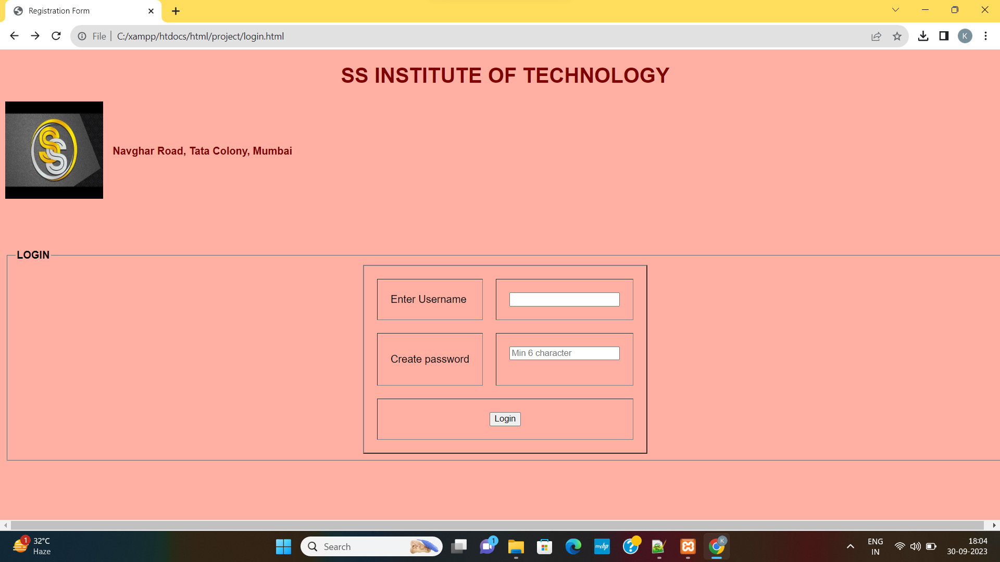 Registration Form
File
C:/xampp/htdocs/html/project/login.html
K
SS INSTITUTE OF TECHNOLOGY
SS
Navghar Road, Tata Colony, Mumbai
LOGIN
Enter Username
Create password
Min 6 character
Login
1
32°C
Haze
Search
1
myhp
K
ENG
IN
18:04
30-09-2023